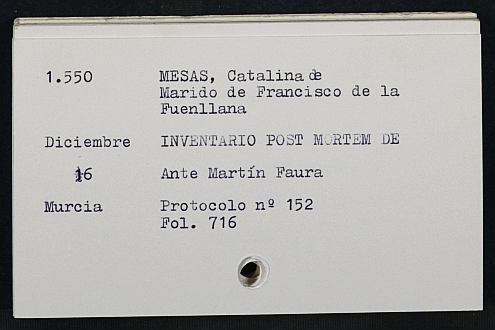 1.550 MESAS, Catalina de
Marido de Francisco de la
Fuenllana
Diciembre INVENTARIO POST MORTEM DE
16 Ante Martín Faura
Murcia Protocolo nº 152
Fol. 716